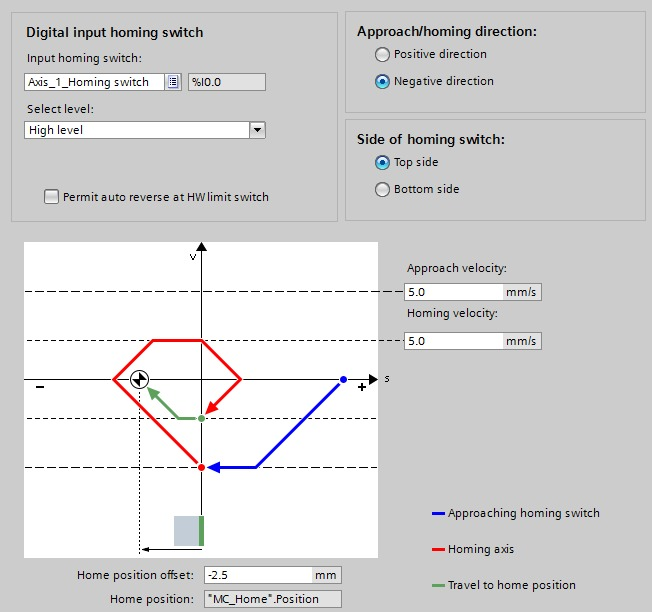 Digital input homing switch
Input homing switch:
Axis_1_Homing switch %I0.0
Select level:
High level
Permit auto reverse at HW limit switch
Approach/homing direction:
Positive direction
Negative direction
Side of homing switch:
Top side
Bottom side
v
Approach velocity:
5.0 mm/s
Homing velocity:
5.0 mm/s
− + s
Approaching homing switch
Homing axis
Travel to home position
Home position offset: -2.5 mm
Home position: "MC_Home".Position